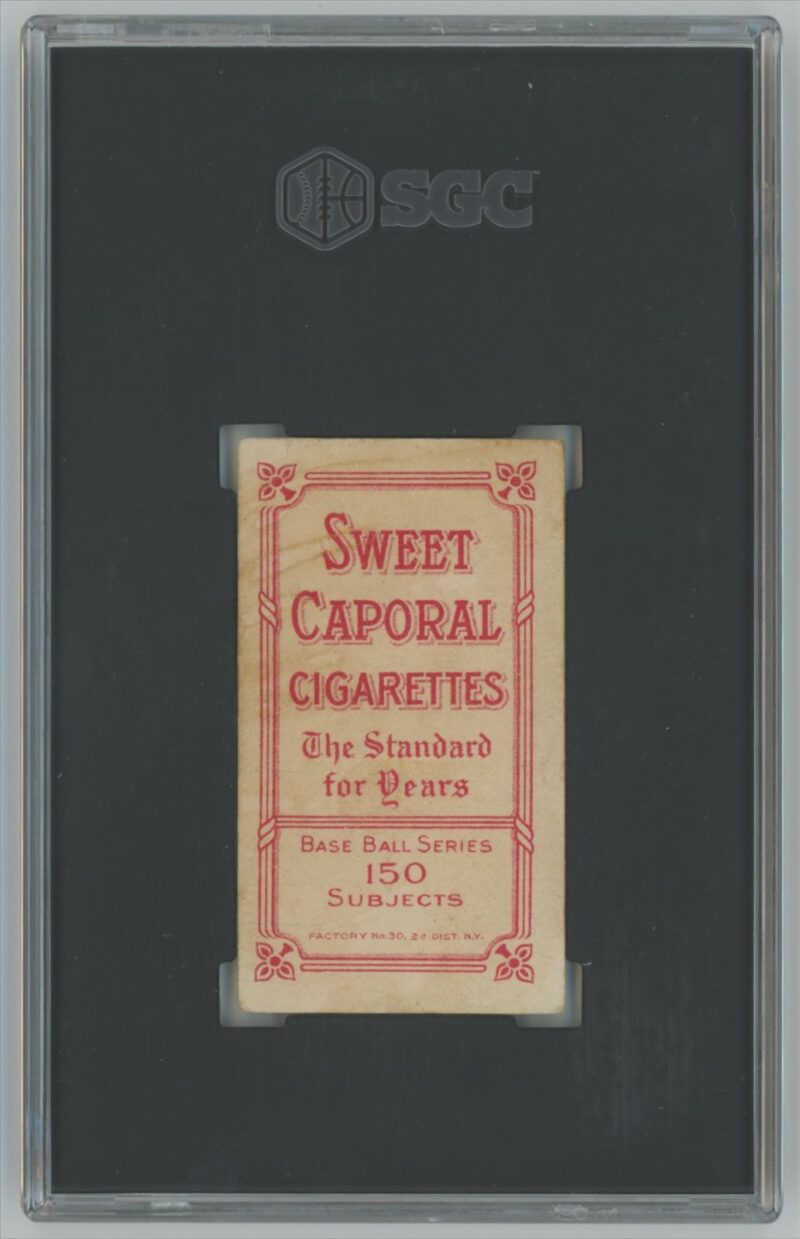 SGC
SWEET
CAPORAL
CIGARETTES
The Standard
for Years
BASE BALL SERIES
150
SUBJECTS
FACTORY No. 30, 2d DIST. N.Y.